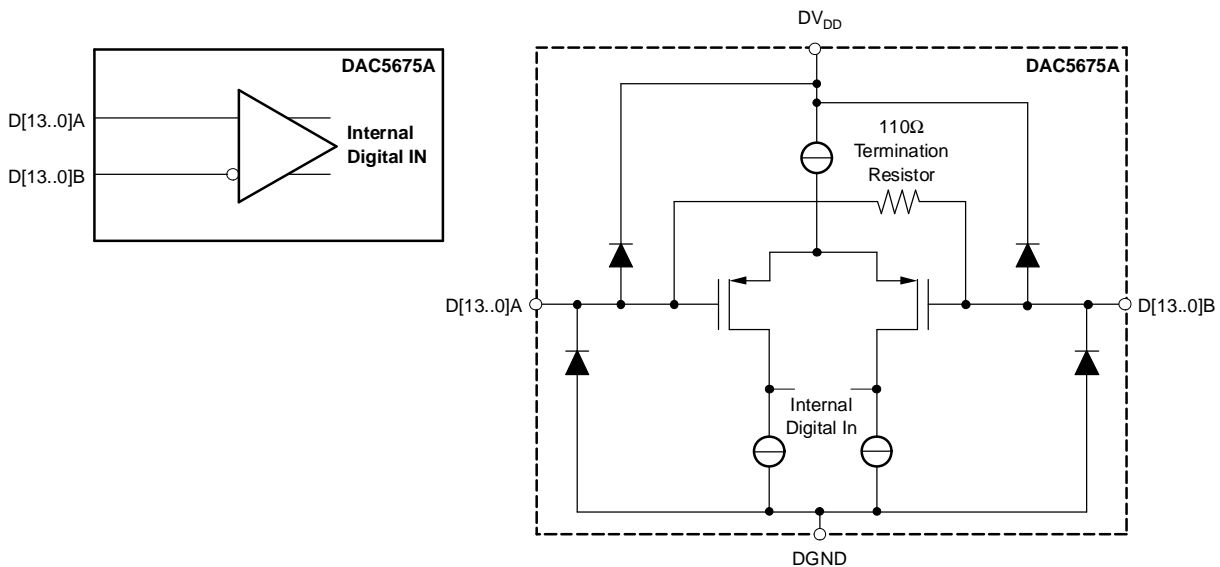 DAC5675A
D[13..0]A
Internal
Digital IN
D[13..0]B
DV_DD
DAC5675A
110Ω
Termination
Resistor
D[13..0]A
D[13..0]B
Internal
Digital In
DGND